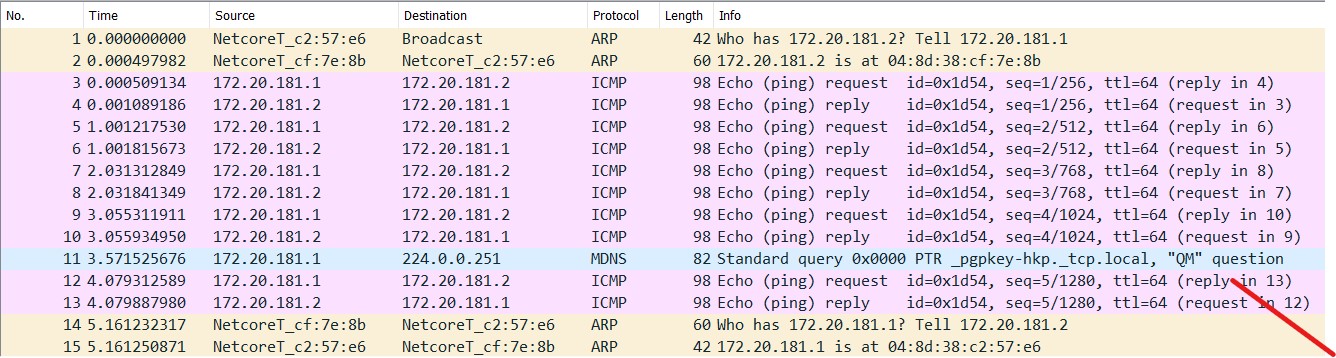 No. Time Source Destination Protocol Length Info
1 0.000000000 NetcoreT_c2:57:e6 Broadcast ARP 42 Who has 172.20.181.2? Tell 172.20.181.1
2 0.000497982 NetcoreT_cf:7e:8b NetcoreT_c2:57:e6 ARP 60 172.20.181.2 is at 04:8d:38:cf:7e:8b
3 0.000509134 172.20.181.1 172.20.181.2 ICMP 98 Echo (ping) request id=0x1d54, seq=1/256, ttl=64 (reply in 4)
4 0.001089186 172.20.181.2 172.20.181.1 ICMP 98 Echo (ping) reply id=0x1d54, seq=1/256, ttl=64 (request in 3)
5 1.001217530 172.20.181.1 172.20.181.2 ICMP 98 Echo (ping) request id=0x1d54, seq=2/512, ttl=64 (reply in 6)
6 1.001815673 172.20.181.2 172.20.181.1 ICMP 98 Echo (ping) reply id=0x1d54, seq=2/512, ttl=64 (request in 5)
7 2.031312849 172.20.181.1 172.20.181.2 ICMP 98 Echo (ping) request id=0x1d54, seq=3/768, ttl=64 (reply in 8)
8 2.031841349 172.20.181.2 172.20.181.1 ICMP 98 Echo (ping) reply id=0x1d54, seq=3/768, ttl=64 (request in 7)
9 3.055311911 172.20.181.1 172.20.181.2 ICMP 98 Echo (ping) request id=0x1d54, seq=4/1024, ttl=64 (reply in 10)
10 3.055934950 172.20.181.2 172.20.181.1 ICMP 98 Echo (ping) reply id=0x1d54, seq=4/1024, ttl=64 (request in 9)
11 3.571525676 172.20.181.1 224.0.0.251 MDNS 82 Standard query 0x0000 PTR _pgpkey-hkp._tcp.local, "QM" question
12 4.079312589 172.20.181.1 172.20.181.2 ICMP 98 Echo (ping) request id=0x1d54, seq=5/1280, ttl=64 (reply in 13)
13 4.079887980 172.20.181.2 172.20.181.1 ICMP 98 Echo (ping) reply id=0x1d54, seq=5/1280, ttl=64 (request in 12)
14 5.161232317 NetcoreT_cf:7e:8b NetcoreT_c2:57:e6 ARP 60 Who has 172.20.181.1? Tell 172.20.181.2
15 5.161250871 NetcoreT_c2:57:e6 NetcoreT_cf:7e:8b ARP 42 172.20.181.1 is at 04:8d:38:c2:57:e6